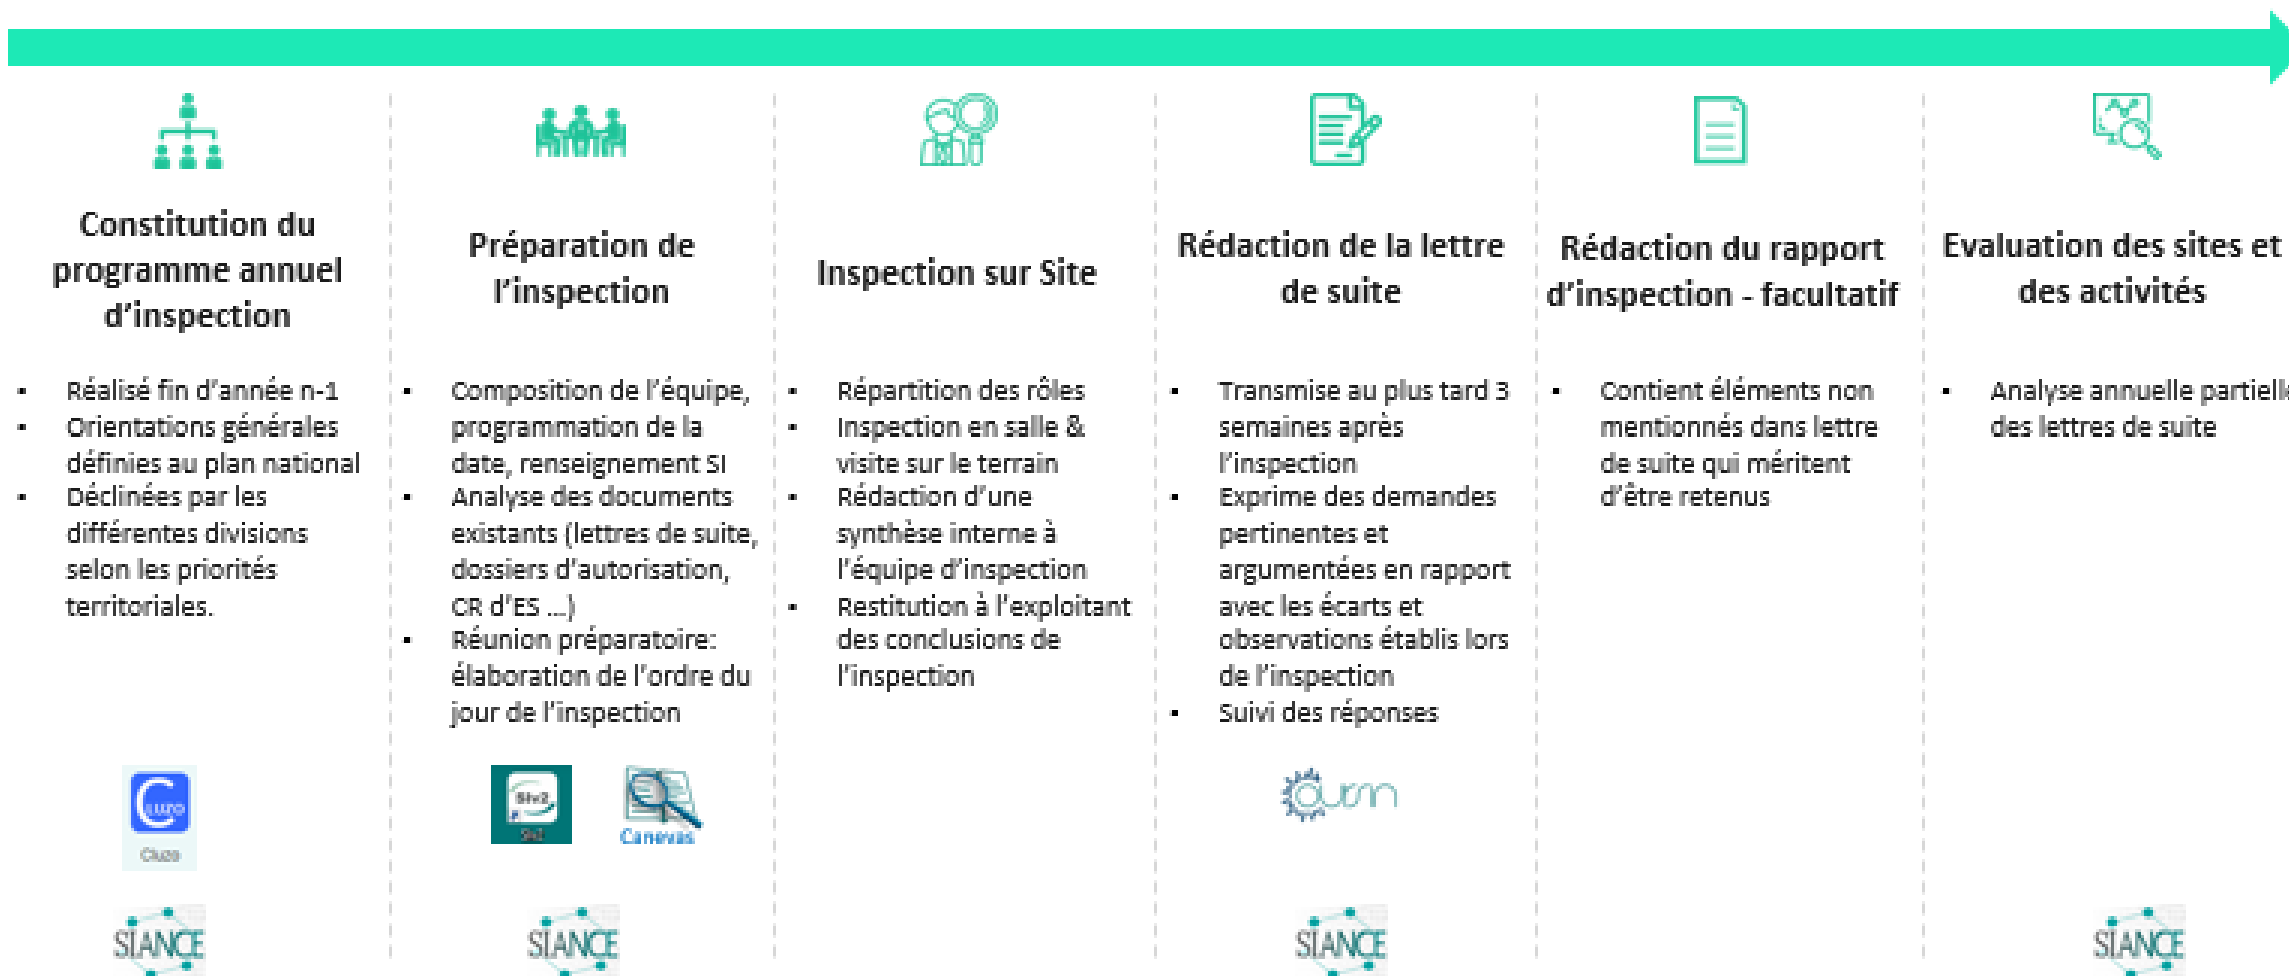 Constitution du
programme annuel
d'inspection
▪ Réalisé fin d'année n-1
▪ Orientations générales
définies au plan national
▪ Déclinées par les
différentes divisions
selon les priorités
territoriales.
Cluzo
Cluzo
SIANCE
Préparation de
l'inspection
▪ Composition de l'équipe,
programmation de la
date, renseignement SI
▪ Analyse des documents
existants (lettres de suite,
dossiers d'autorisation,
CR d'ES ...)
▪ Réunion préparatoire:
élaboration de l'ordre du
jour de l'inspection
SIv2
Canevas
SIANCE
Inspection sur Site
▪ Répartition des rôles
▪ Inspection en salle &
visite sur le terrain
▪ Rédaction d'une
synthèse interne à
l'équipe d'inspection
▪ Restitution à l'exploitant
des conclusions de
l'inspection
Rédaction de la lettre
de suite
▪ Transmise au plus tard 3
semaines après
l'inspection
▪ Exprime des demandes
pertinentes et
argumentées en rapport
avec les écarts et
observations établis lors
de l'inspection
▪ Suivi des réponses
SIANCE
Rédaction du rapport
d'inspection - facultatif
▪ Contient éléments non
mentionnés dans lettre
de suite qui méritent
d'être retenus
Evaluation des sites et
des activités
▪ Analyse annuelle partielle
des lettres de suite
SIANCE